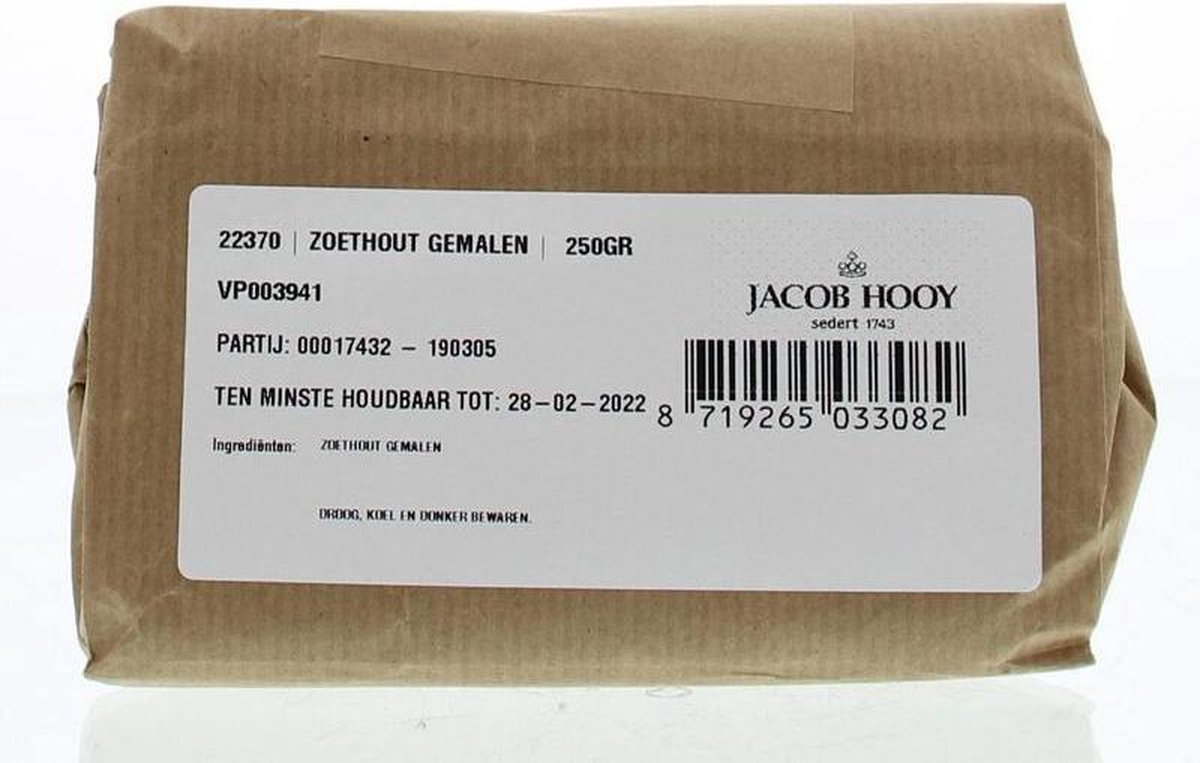 22370 | ZOETHOUT GEMALEN | 250GR
VP003941
JACOB HOOY
sedert 1743
PARTIJ: 00017432 – 190305
TEN MINSTE HOUDBAAR TOT: 28-02-2022
8 719265 033082
Ingrediënten: ZOETHOUT GEMALEN
DROOG, KOEL EN DONKER BEWAREN.